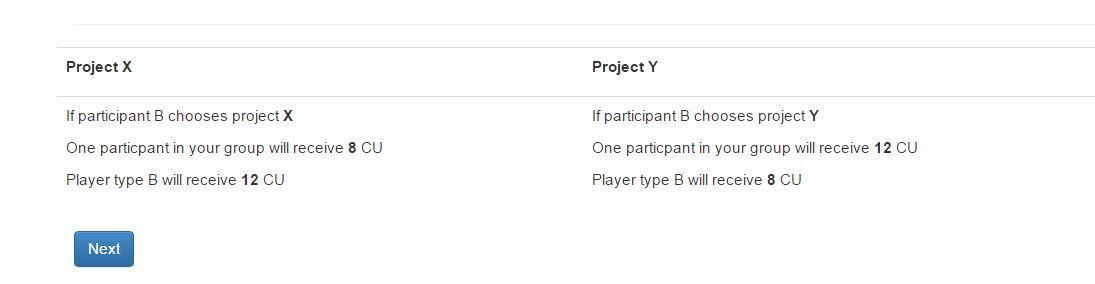 Project X
Project Y
If participant B chooses project X
If participant B chooses project Y
One particpant in your group will receive 8 CU
One particpant in your group will receive 12 CU
Player type B will receive 12 CU
Player type B will receive 8 CU
Next